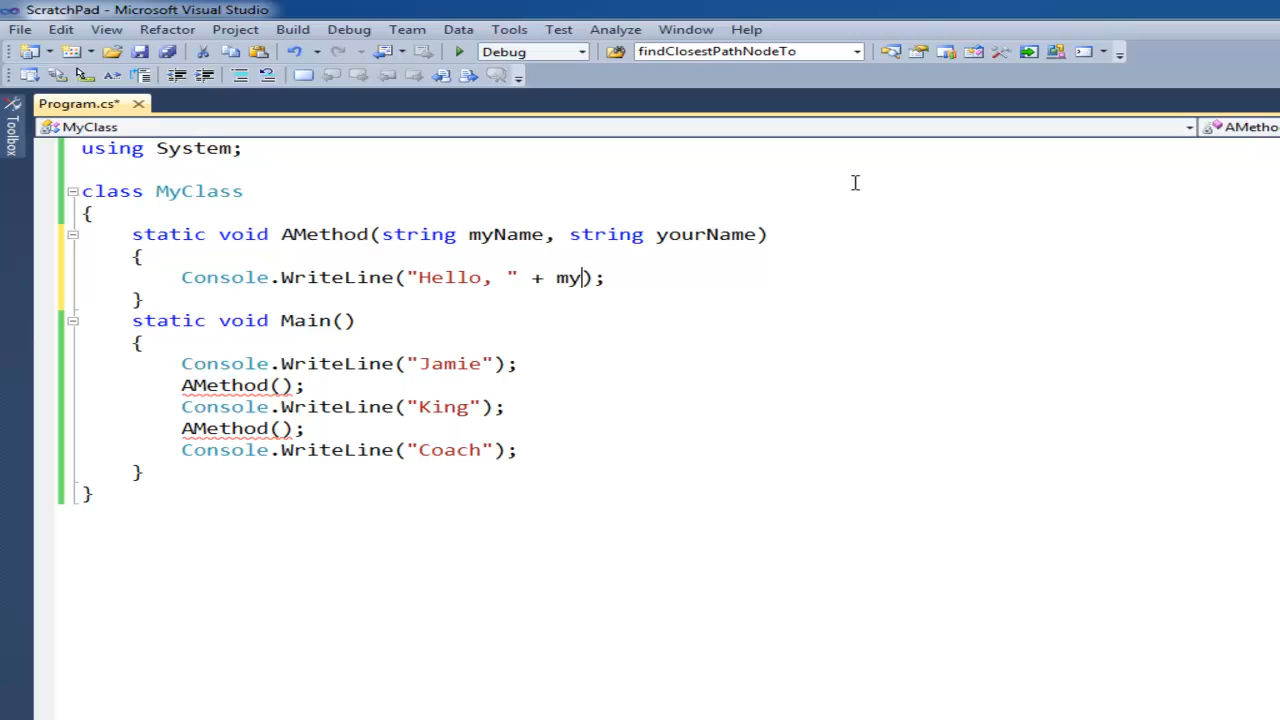 ScratchPad - Microsoft Visual Studio
File Edit View Refactor Project Build Debug Team Data Tools Test Analyze Window Help
Debug findClosestPathNodeTo
Program.cs*
Toolbox
MyClass AMetho
using System;
class MyClass
{
static void AMethod(string myName, string yourName)
{
Console.WriteLine("Hello, " + my);
}
static void Main()
{
Console.WriteLine("Jamie");
AMethod();
Console.WriteLine("King");
AMethod();
Console.WriteLine("Coach");
}
}